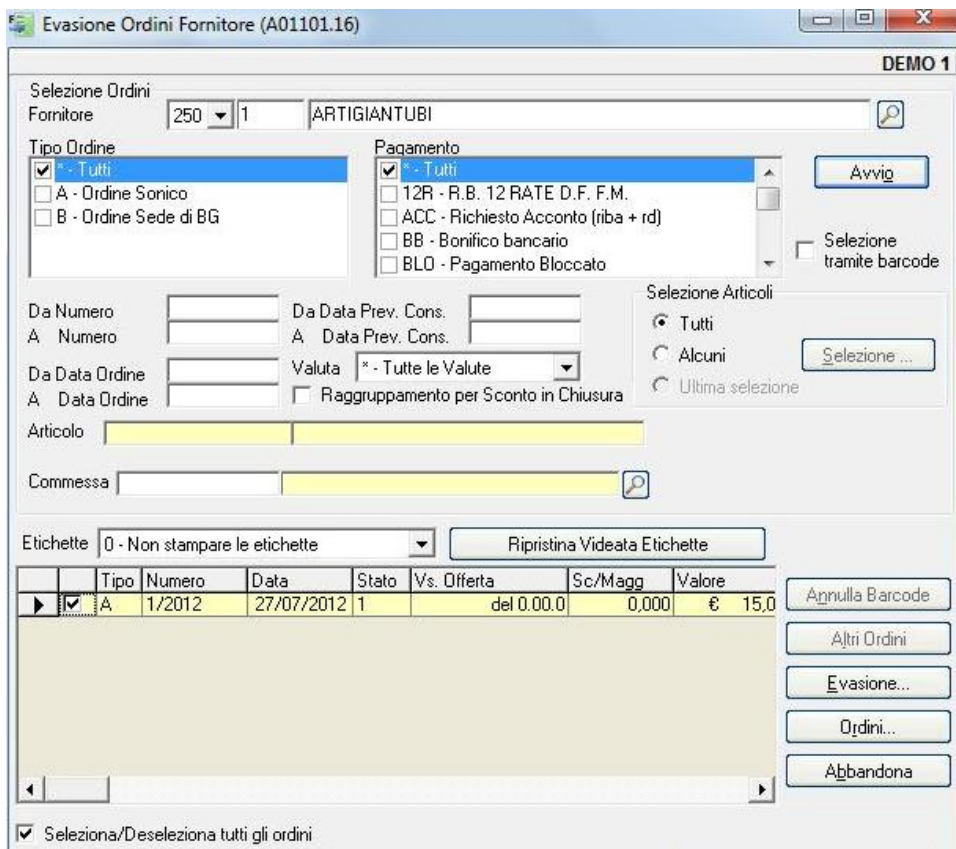 Evasione Ordini Fornitore (A01101.16)
DEMO 1
Selezione Ordini
Fornitore 250 1 ARTIGIANTUBI
Tipo Ordine
* - Tutti
A - Ordine Sonico
B - Ordine Sede di BG
Pagamento
* - Tutti
12R - R.B. 12 RATE D.F. F.M.
ACC - Richiesto Acconto (riba + rd)
BB - Bonifico bancario
BLO - Pagamento Bloccato
Avvio
Selezione
tramite barcode
Da Numero
A Numero
Da Data Ordine
A Data Ordine
Da Data Prev. Cons.
A Data Prev. Cons.
Valuta * - Tutte le Valute
Raggruppamento per Sconto in Chiusura
Selezione Articoli
Tutti
Alcuni
Ultima selezione
Selezione ...
Articolo
Commessa
Etichette 0 - Non stampare le etichette Ripristina Videata Etichette
Tipo Numero Data Stato Vs. Offerta Sc/Magg Valore
A 1/2012 27/07/2012 1 del 0.00.0 0,000 € 15,0
Annulla Barcode
Altri Ordini
Evasione...
Ordini...
Abbandona
Seleziona/Deseleziona tutti gli ordini